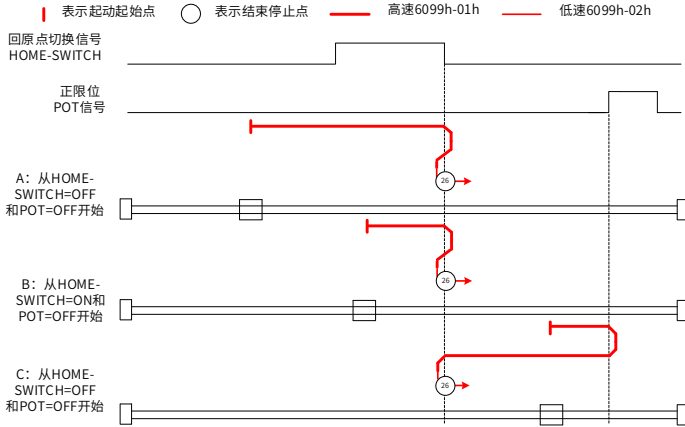 表示起动起始点 表示结束停止点 高速6099h-01h 低速6099h-02h
回原点切换信号
HOME-SWITCH
正限位
POT信号
26
A：从HOME-
SWITCH=OFF
和POT=OFF开始
26
B：从HOME-
SWITCH=ON和
POT=OFF开始
26
C：从HOME-
SWITCH=OFF
和POT=OFF开始